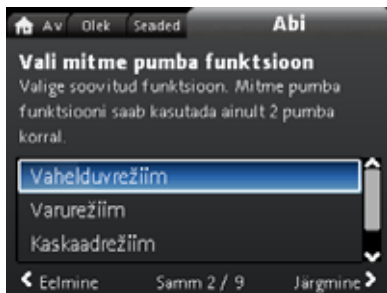 Av Olek Seaded Abi
Vali mitme pumba funktsioon
Valige soovitud funktsioon. Mitme pumba
funktsiooni saab kasutada ainult 2 pumba
korral.
Vahelduvrežiim
Varurežiim
Kaskaadrežiim
Eelmine Samm 2 / 9 Järgmine